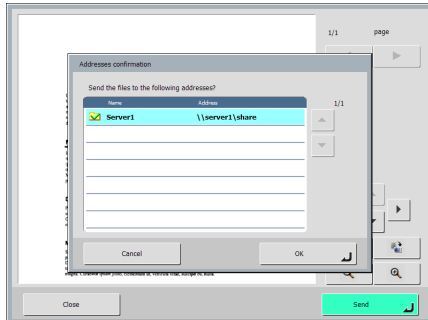 1/1 page
Addresses confirmation
Send the files to the following addresses?
Name Address 1/1
Server1 \\server1\share
Cancel OK
Close Send